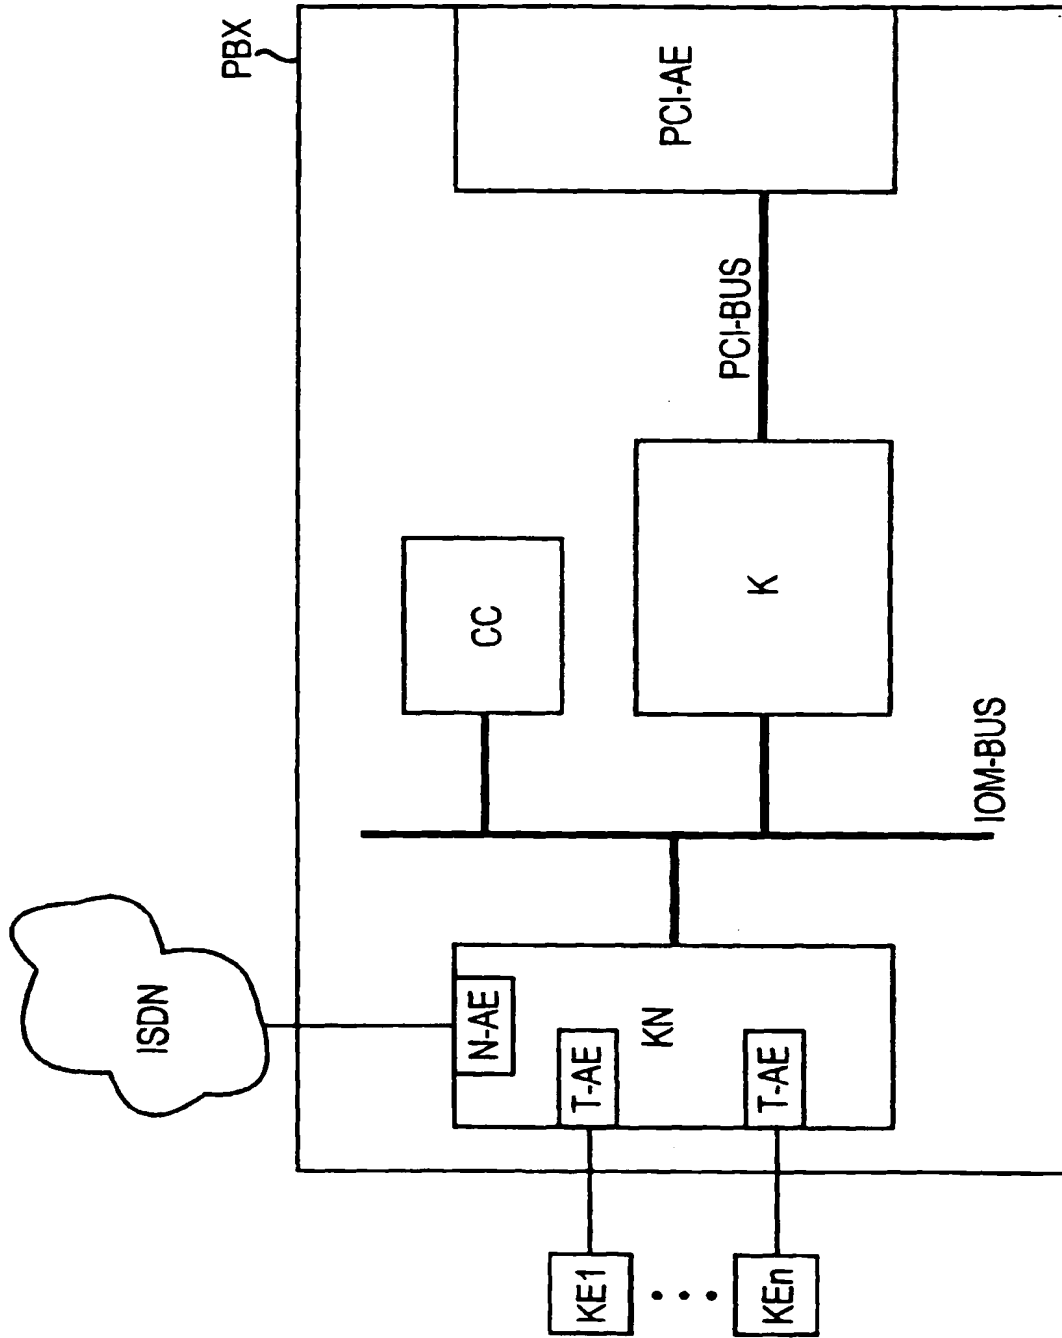 PBX
ISDN
N-AE
T-AE
KN
T-AE
KE1
• • •
KEn
CC
K
IOM-BUS
PCI-BUS
PCI-AE